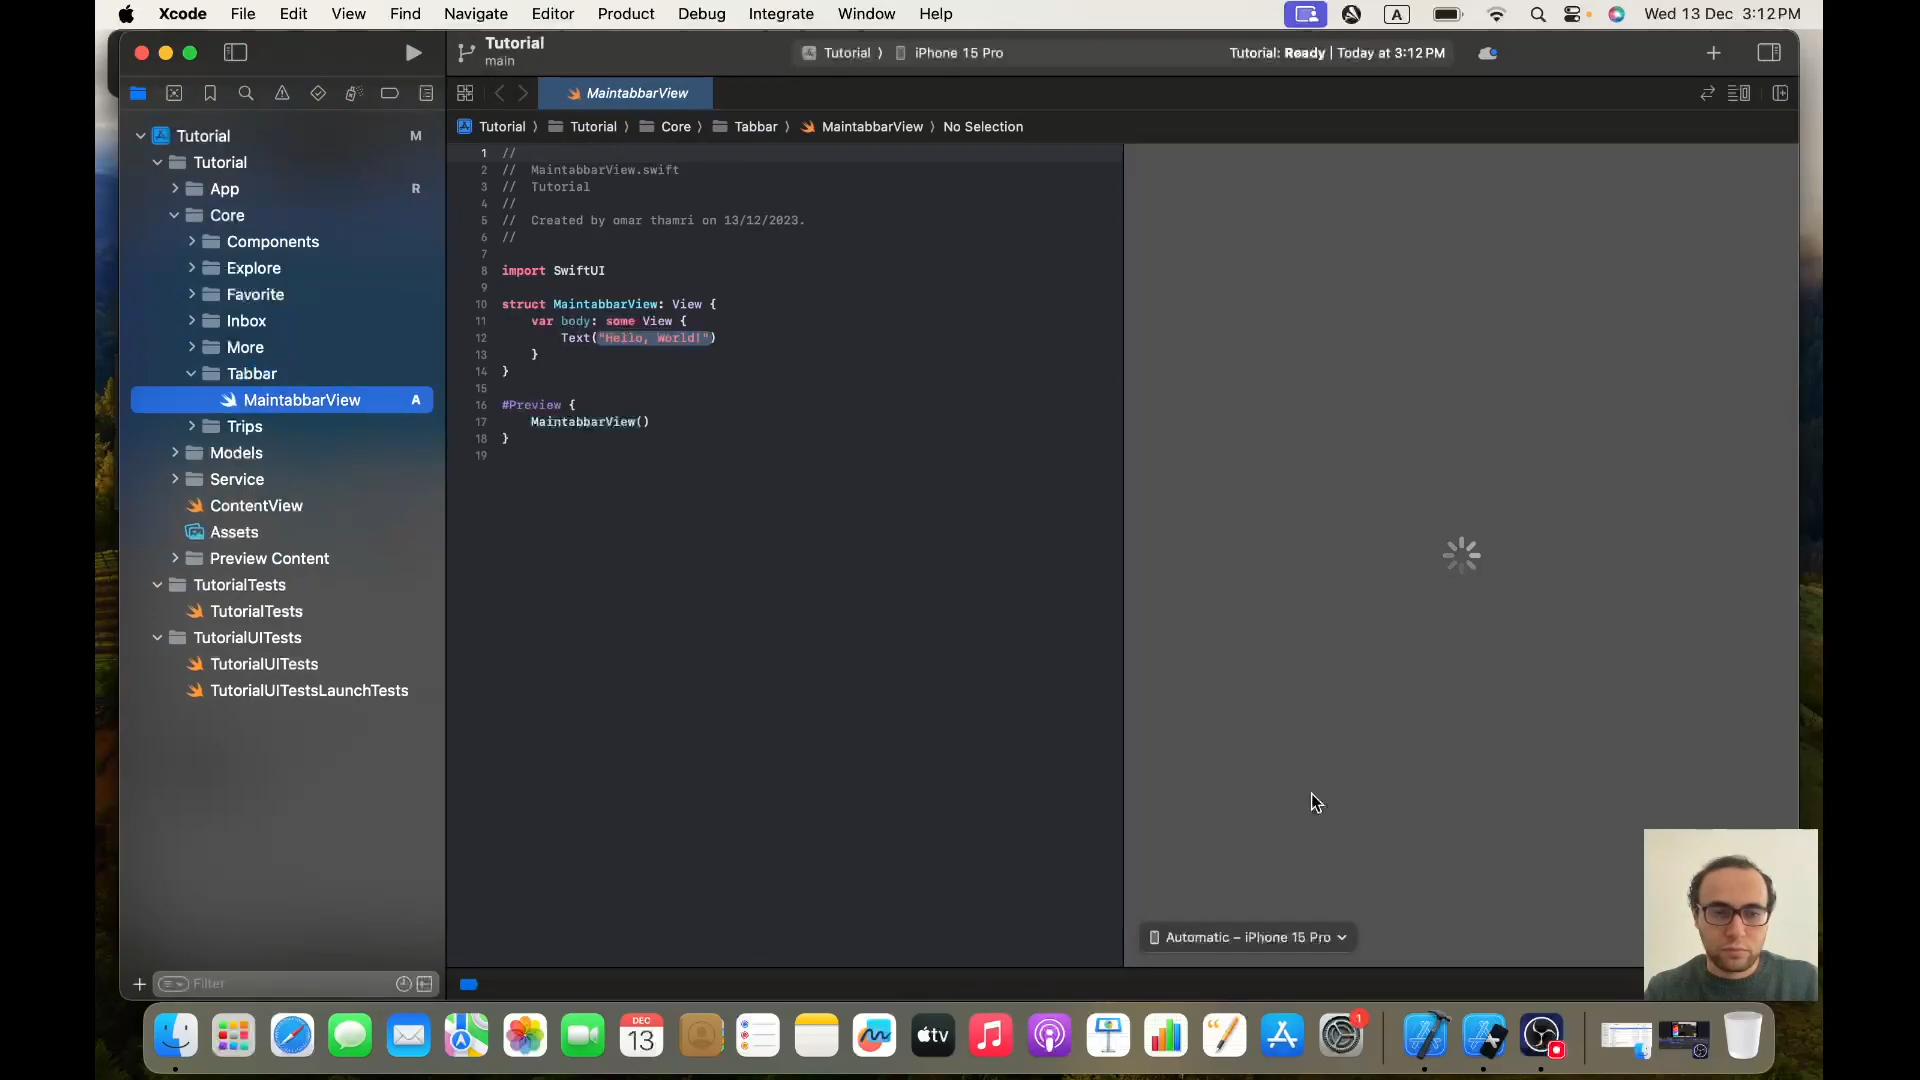 Xcode File Edit View Find Navigate Editor Product Debug Integrate Window Help A Wed 13 Dec 3:12PM
Tutorial
main
Tutorial 〉 iPhone 15 Pro
Tutorial: Ready | Today at 3:12PM
MaintabbarView
Tutorial 〉 Tutorial 〉 Core 〉 Tabbar 〉 MaintabbarView 〉 No Selection
Tutorial M
Tutorial
App R
Core
Components
Explore
Favorite
Inbox
More
Tabbar
MaintabbarView A
Trips
Models
Service
ContentView
Assets
Preview Content
TutorialTests
TutorialTests
TutorialUITests
TutorialUITests
TutorialUITestsLaunchTests
Filter
1 //
2 // MaintabbarView.swift
3 // Tutorial
4 //
5 // Created by omar thamri on 13/12/2023.
6 //
7
8 import SwiftUI
9
10 struct MaintabbarView: View {
11 var body: some View {
12 Text("Hello, World!")
13 }
14 }
15
16 #Preview {
17 MaintabbarView()
18 }
19
Automatic – iPhone 15 Pro
DEC
13
tv
1